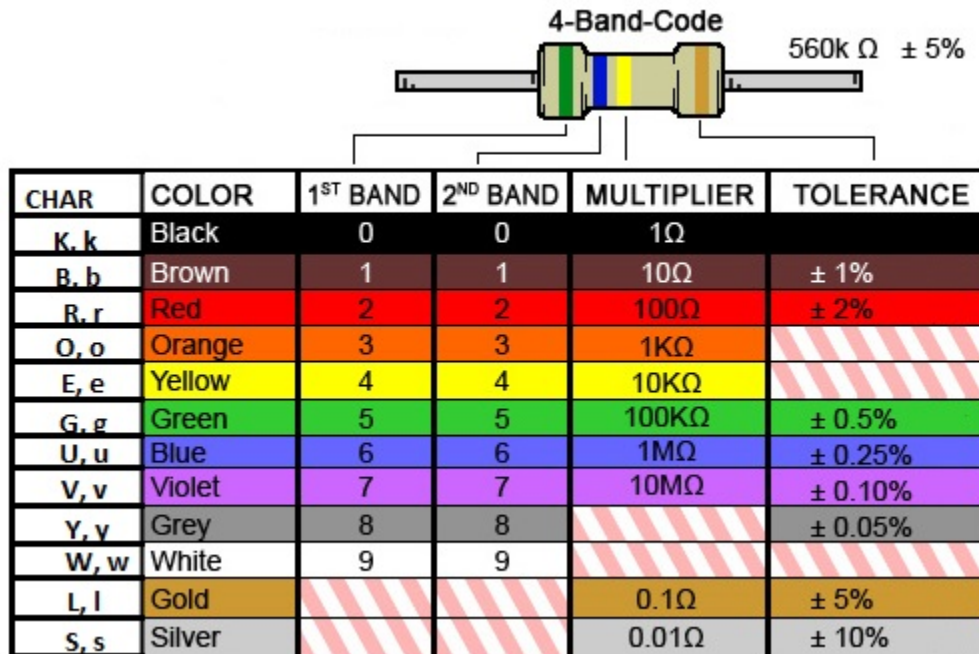 4-Band-Code
560k Ω ± 5%
CHAR COLOR 1ST BAND 2ND BAND MULTIPLIER TOLERANCE
K, k Black 0 0 1Ω
B, b Brown 1 1 10Ω ± 1%
R, r Red 2 2 100Ω ± 2%
O, o Orange 3 3 1KΩ
E, e Yellow 4 4 10KΩ
G, g Green 5 5 100KΩ ± 0.5%
U, u Blue 6 6 1MΩ ± 0.25%
V, v Violet 7 7 10MΩ ± 0.10%
Y, y Grey 8 8 ± 0.05%
W, w White 9 9
L, l Gold 0.1Ω ± 5%
S, s Silver 0.01Ω ± 10%